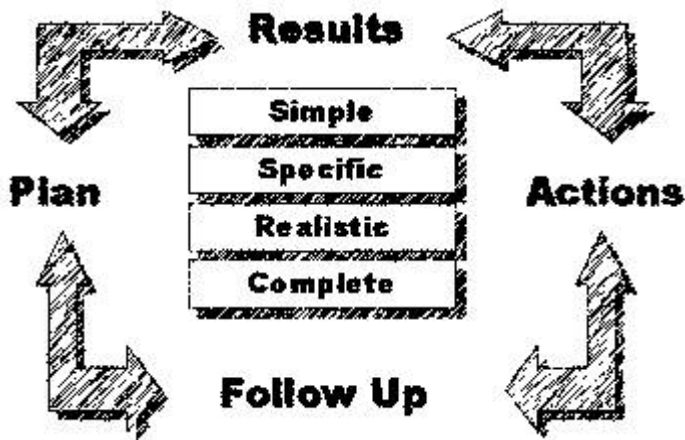 Results
Simple
Specific
Plan
Actions
Realistic
Complete
Follow Up